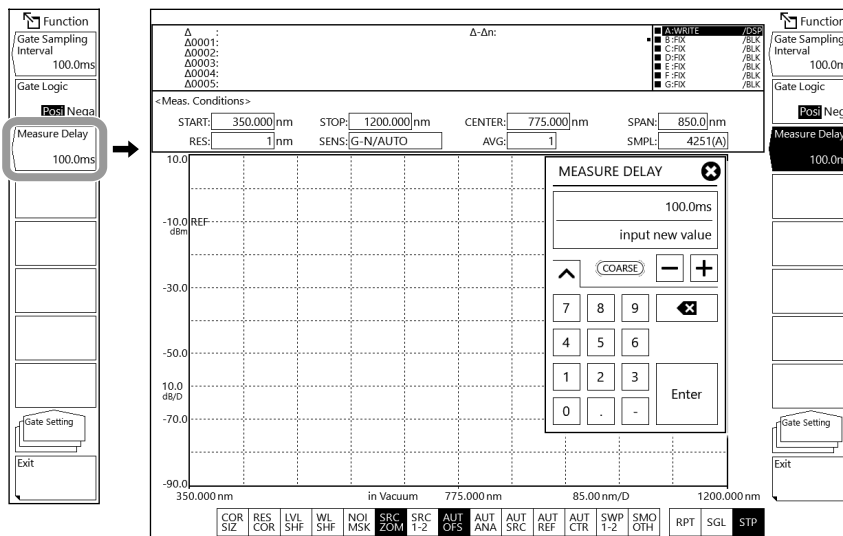 Function
Gate Sampling
Interval
100.0ms
Gate Logic
Posi Nega
Measure Delay
100.0ms
Gate Setting
Exit
Δ :
Δ0001:
Δ0002:
Δ0003:
Δ0004:
Δ0005:
Δ-Δn:
A:WRITE /DSP
B:FIX /BLK
C:FIX /BLK
D:FIX /BLK
E:FIX /BLK
F:FIX /BLK
G:FIX /BLK
<Meas. Conditions>
START: 350.000 nm STOP: 1200.000 nm CENTER: 775.000 nm SPAN: 850.0 nm
RES: 1 nm SENS: G-N/AUTO AVG: 1 SMPL: 4251(A)
10.0
-10.0 REF
dBm
-30.0
-50.0
10.0
dB/D
-70.0
-90.0
350.000 nm in Vacuum 775.000 nm 85.00 nm/D 1200.000 nm
MEASURE DELAY
100.0ms
input new value
COARSE − +
7 8 9
4 5 6
1 2 3
Enter
0 . -
COR SIZ
RES COR
LVL SHF
WL SHF
NOI MSK
SRC ZOM
SRC 1-2
AUT OFS
AUT ANA
AUT SRC
AUT REF
AUT CTR
SWP 1-2
SMO OTH
RPT
SGL
STP
Function
Gate Sampling
Interval
100.0m
Gate Logic
Posi Neg
Measure Delay
100.0m
Gate Setting
Exit